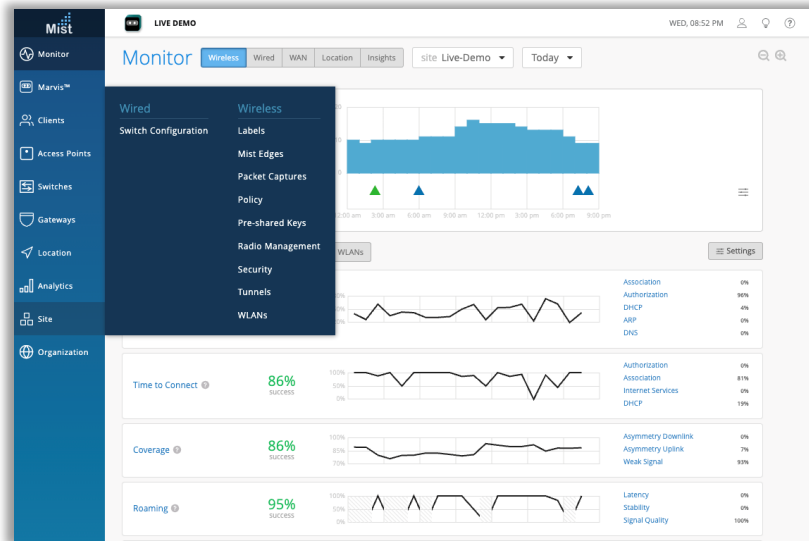 Mist
LIVE DEMO
WED, 08:52 PM
Monitor
Marvis™
Clients
Access Points
Switches
Gateways
Location
Analytics
Site
Organization
Monitor
Wireless
Wired
WAN
Location
Insights
site Live-Demo
Today
Wired
Switch Configuration
Wireless
Labels
Mist Edges
Packet Captures
Policy
Pre-shared Keys
Radio Management
Security
Tunnels
WLANs
20
10
0
3:00 am
6:00 am
9:00 am
12:00 pm
3:00 pm
6:00 pm
9:00 pm
WLANs
Settings
Association 0%
Authorization 96%
DHCP 4%
ARP 0%
DNS 0%
Time to Connect
86%
success
100%
50%
0%
Authorization 0%
Association 81%
Internet Services 0%
DHCP 19%
Coverage
86%
success
100%
85%
70%
Asymmetry Downlink 0%
Asymmetry Uplink 7%
Weak Signal 93%
Roaming
95%
success
100%
50%
0%
Latency 0%
Stability 0%
Signal Quality 100%